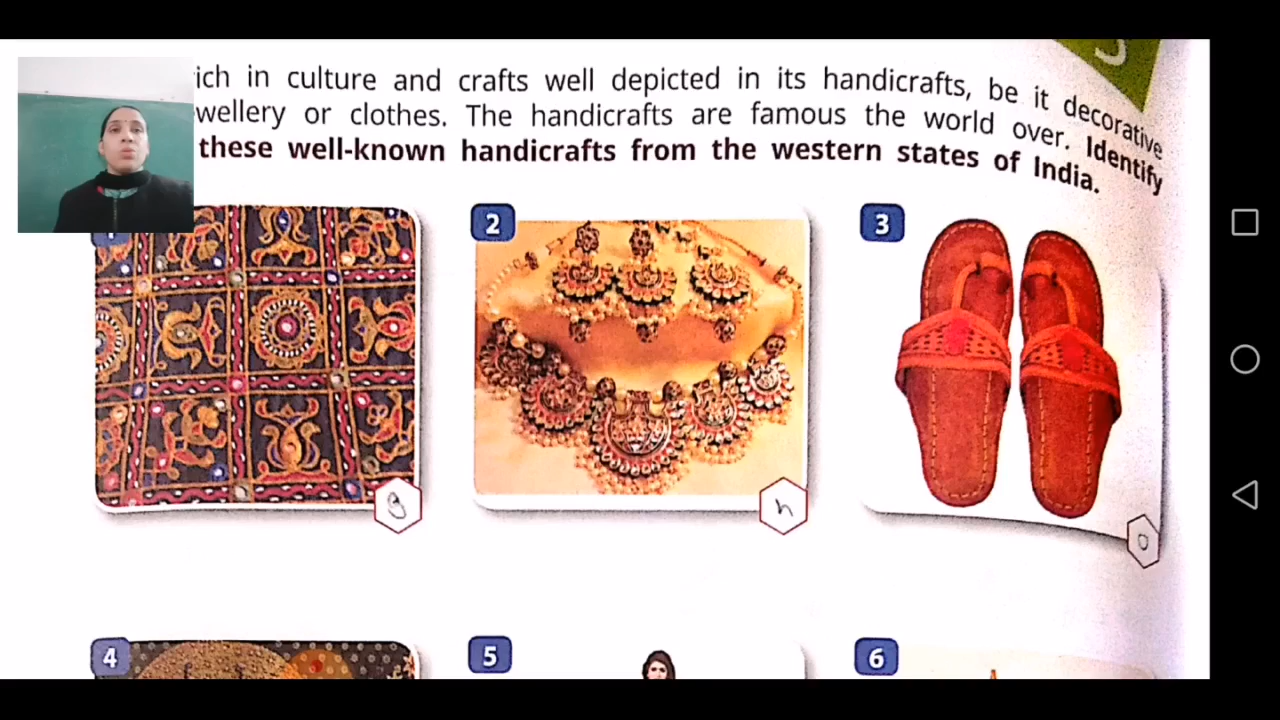 ich in culture and crafts well depicted in its handicrafts, be it decorative
wellery or clothes. The handicrafts are famous the world over. Identify
these well-known handicrafts from the western states of India.
2
3
h
4
5
6